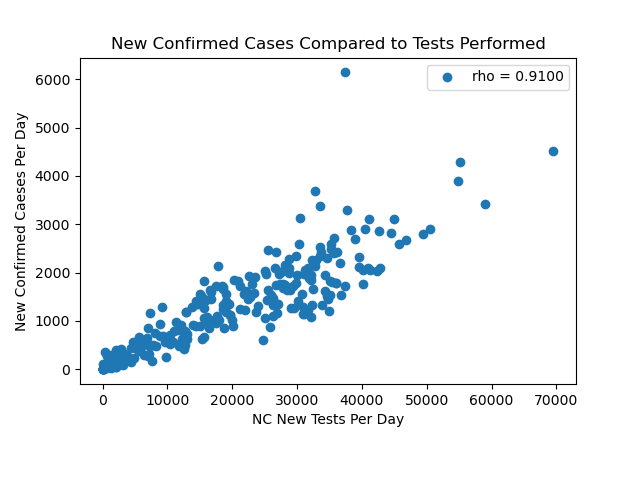 New Confirmed Cases Compared to Tests Performed
rho = 0.9100
New Confirmed Caeses Per Day
6000
5000
4000
3000
2000
1000
0
0 10000 20000 30000 40000 50000 60000 70000
NC New Tests Per Day